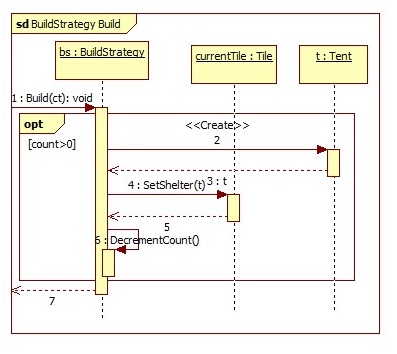 sd BuildStrategy Build
bs : BuildStrategy
currentTile : Tile
t : Tent
1 : Build(ct): void
opt
[count>0]
<<Create>>
2
3 : t
4 : SetShelter(t)
5
6 : DecrementCount()
7